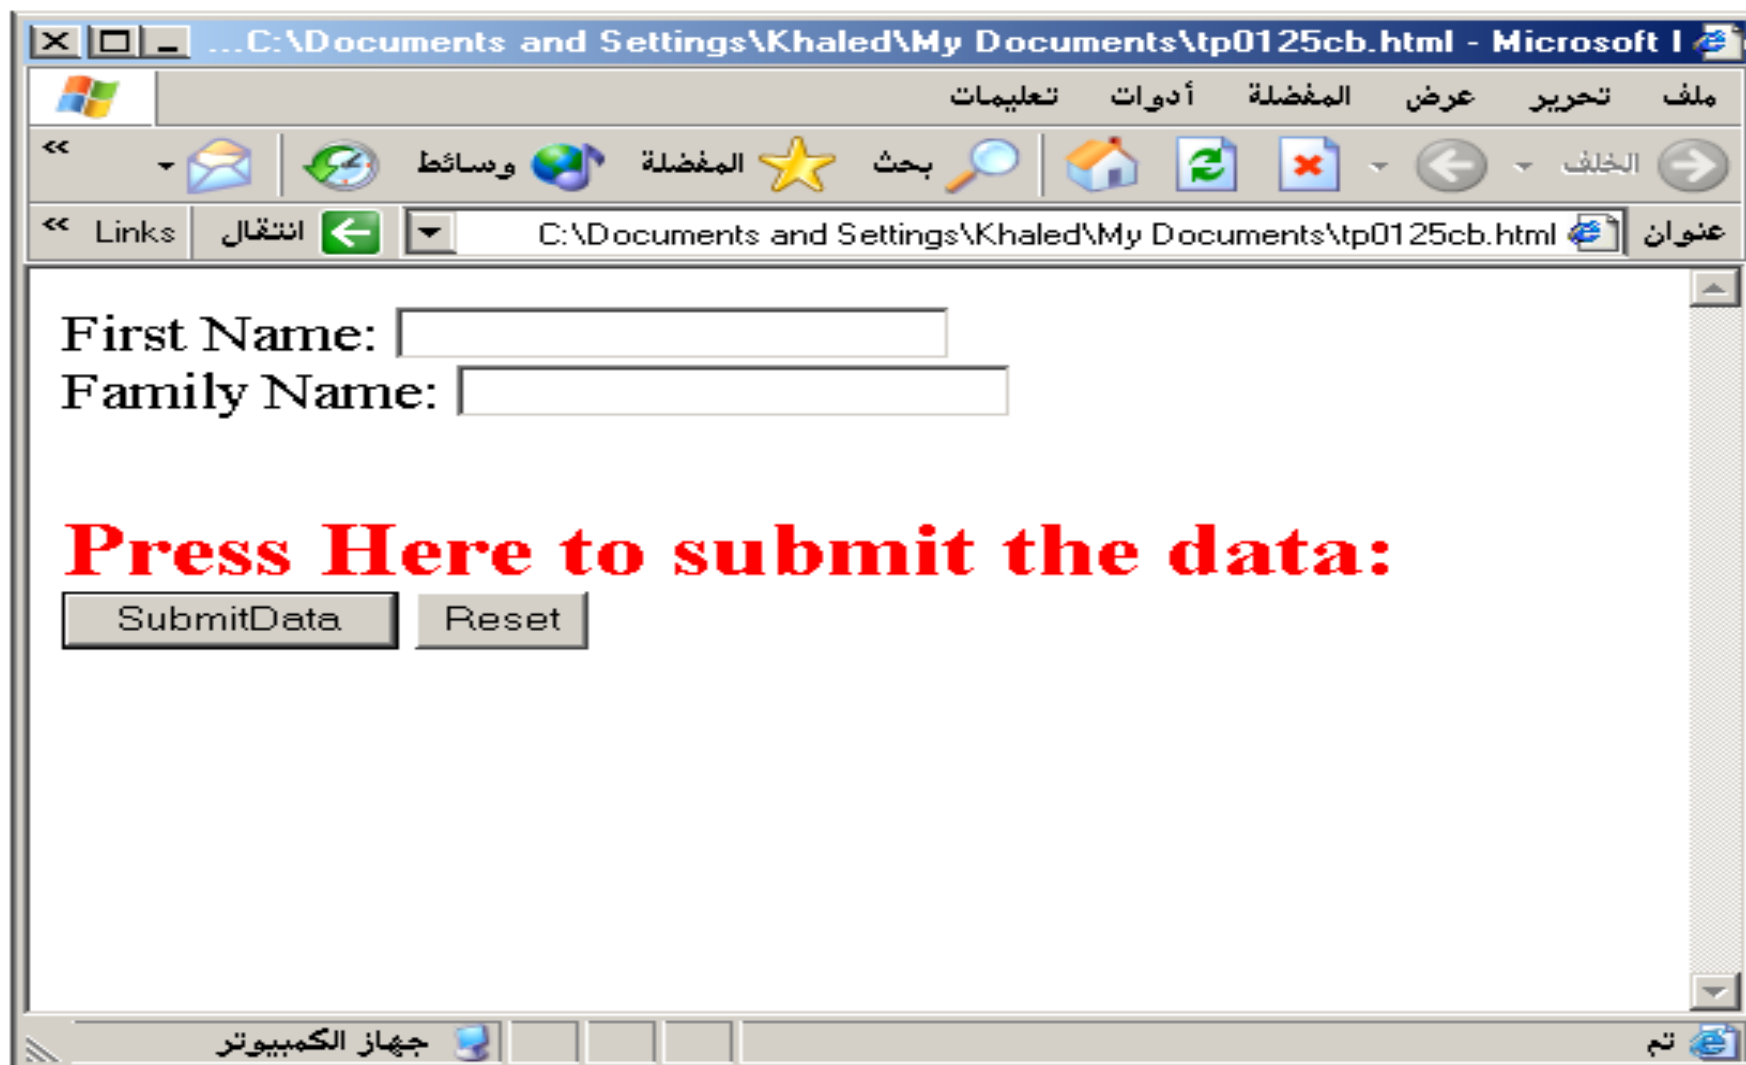 ...C:\Documents and Settings\Khaled\My Documents\tp0125cb.html - Microsoft I
ملف تحرير عرض المفضلة أدوات تعليمات
الخلف بحث المفضلة وسائط »
عنوان C:\Documents and Settings\Khaled\My Documents\tp0125cb.html انتقال Links »
First Name:
Family Name:
Press Here to submit the data:
SubmitData Reset
تم جهاز الكمبيوتر